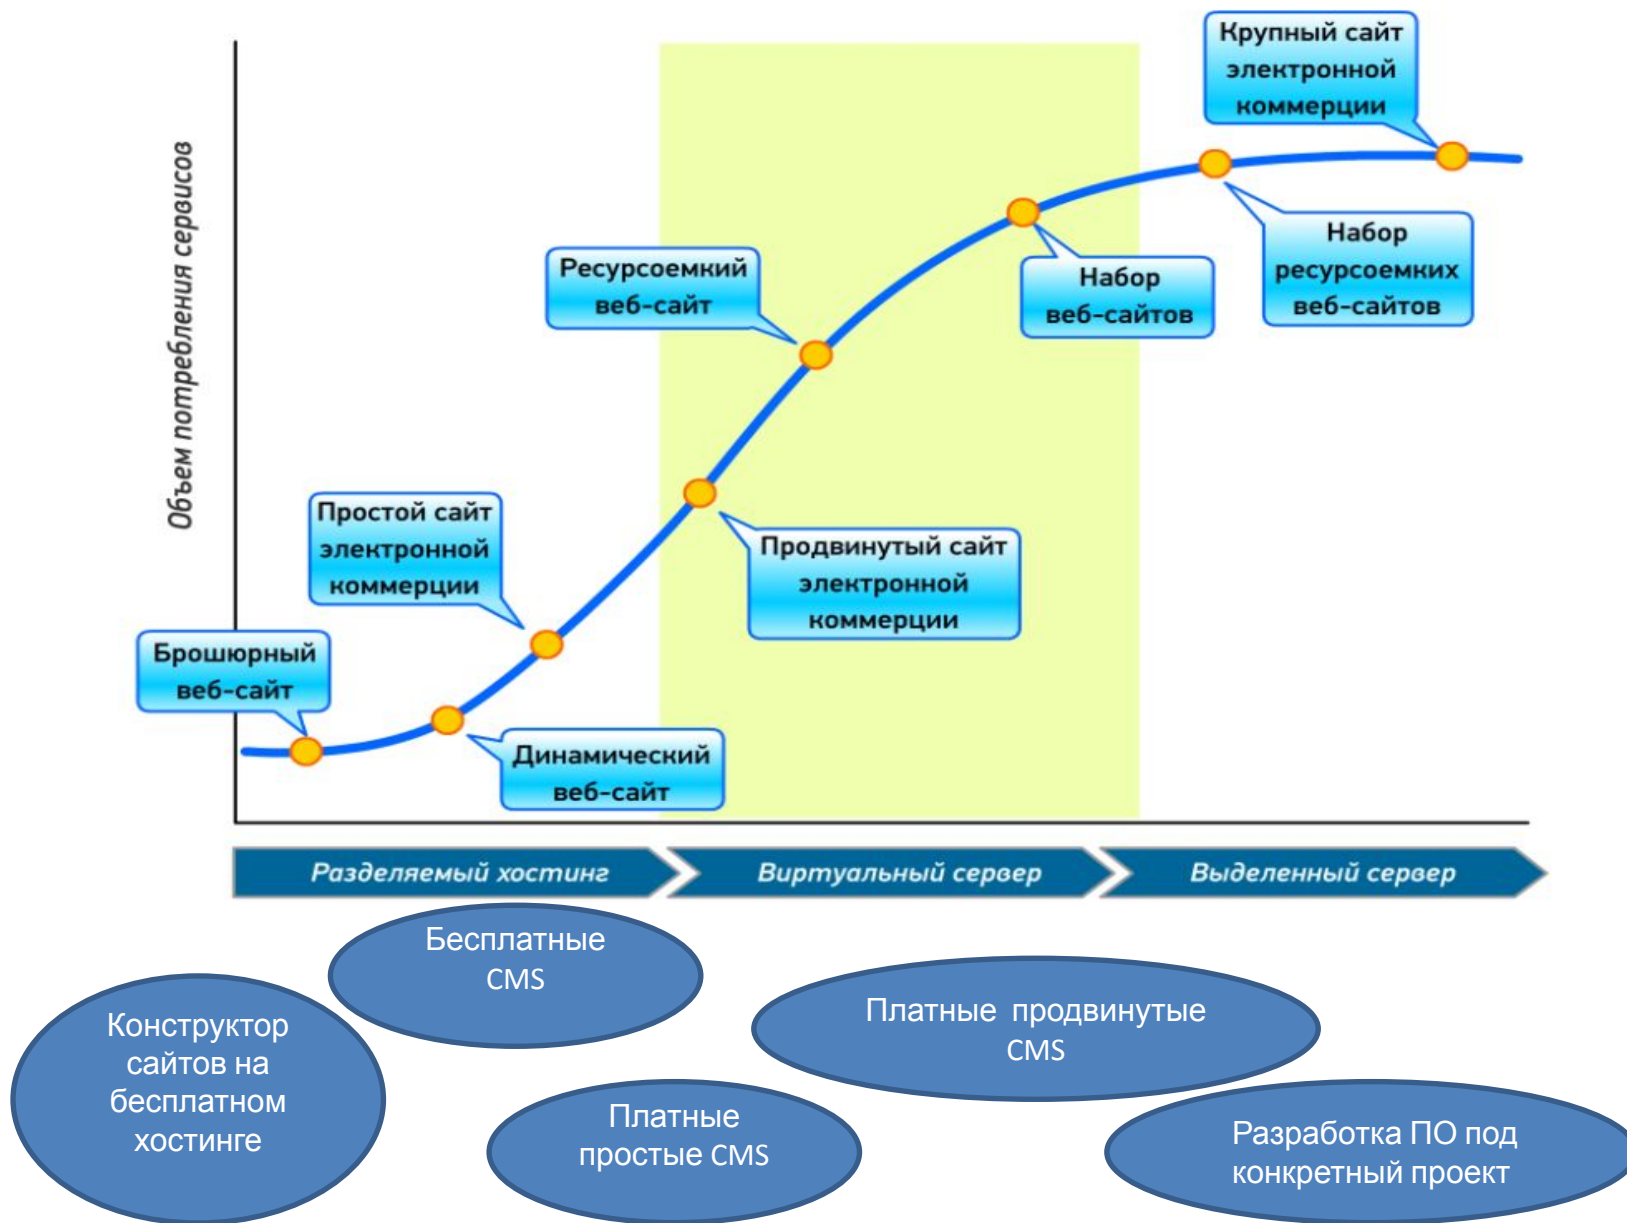 Крупный сайт
электронной
коммерции
Объем потребления сервисов
Ресурсоемкий
веб-сайт
Набор
веб-сайтов
Набор
ресурсоемких
веб-сайтов
Простой сайт
электронной
коммерции
Продвинутый сайт
электронной
коммерции
Брошюрный
веб-сайт
Динамический
веб-сайт
Разделяемый хостинг
Виртуальный сервер
Выделенный сервер
Бесплатные
CMS
Конструктор
сайтов на
бесплатном
хостинге
Платные продвинутые
CMS
Платные
простые CMS
Разработка ПО под
конкретный проект